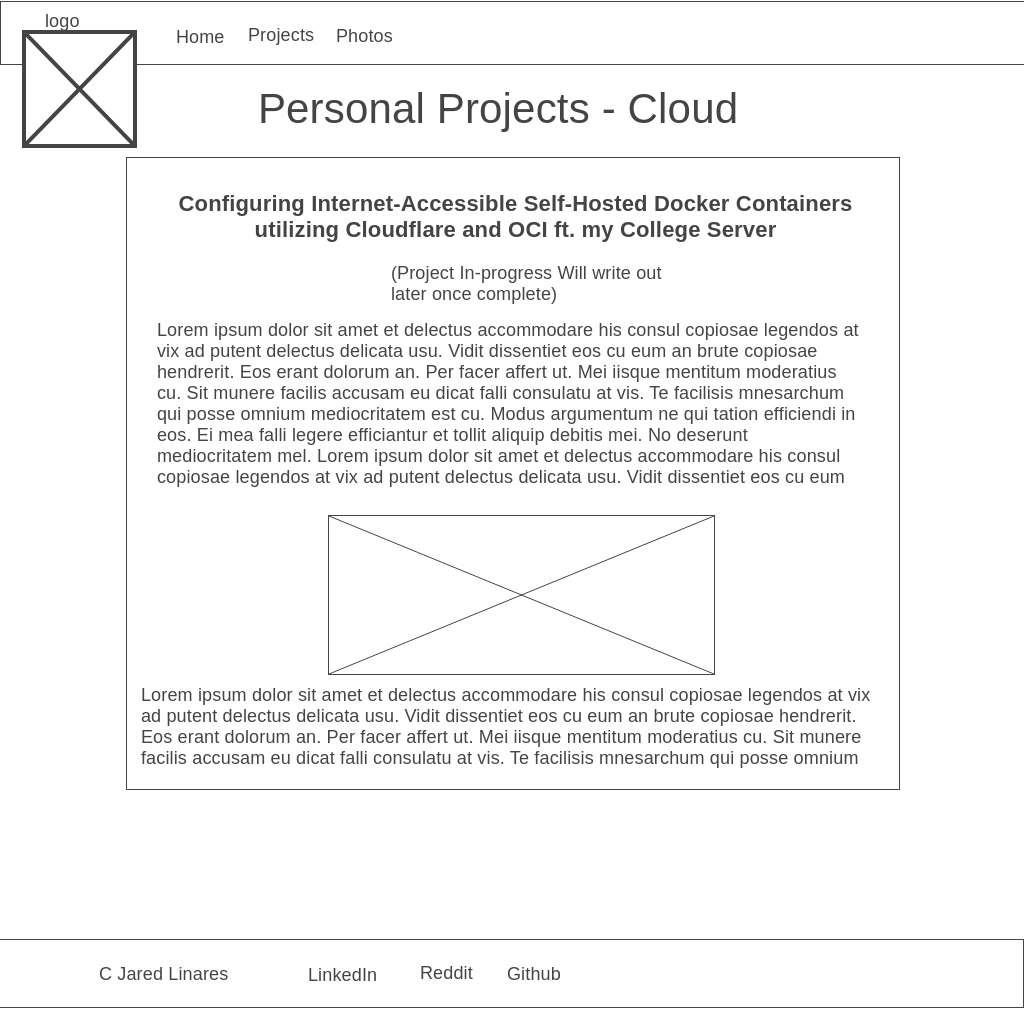 logo
Home
Projects
Photos
Personal Projects - Cloud
Configuring Internet-Accessible Self-Hosted Docker Containers
utilizing Cloudflare and OCI ft. my College Server
(Project In-progress Will write out
later once complete)
Lorem ipsum dolor sit amet et delectus accommodare his consul copiosae legendos at
vix ad putent delectus delicata usu. Vidit dissentiet eos cu eum an brute copiosae
hendrerit. Eos erant dolorum an. Per facer affert ut. Mei iisque mentitum moderatius
cu. Sit munere facilis accusam eu dicat falli consulatu at vis. Te facilisis mnesarchum
qui posse omnium mediocritatem est cu. Modus argumentum ne qui tation efficiendi in
eos. Ei mea falli legere efficiantur et tollit aliquip debitis mei. No deserunt
mediocritatem mel. Lorem ipsum dolor sit amet et delectus accommodare his consul
copiosae legendos at vix ad putent delectus delicata usu. Vidit dissentiet eos cu eum
Lorem ipsum dolor sit amet et delectus accommodare his consul copiosae legendos at vix
ad putent delectus delicata usu. Vidit dissentiet eos cu eum an brute copiosae hendrerit.
Eos erant dolorum an. Per facer affert ut. Mei iisque mentitum moderatius cu. Sit munere
facilis accusam eu dicat falli consulatu at vis. Te facilisis mnesarchum qui posse omnium
C Jared Linares
LinkedIn
Reddit
Github